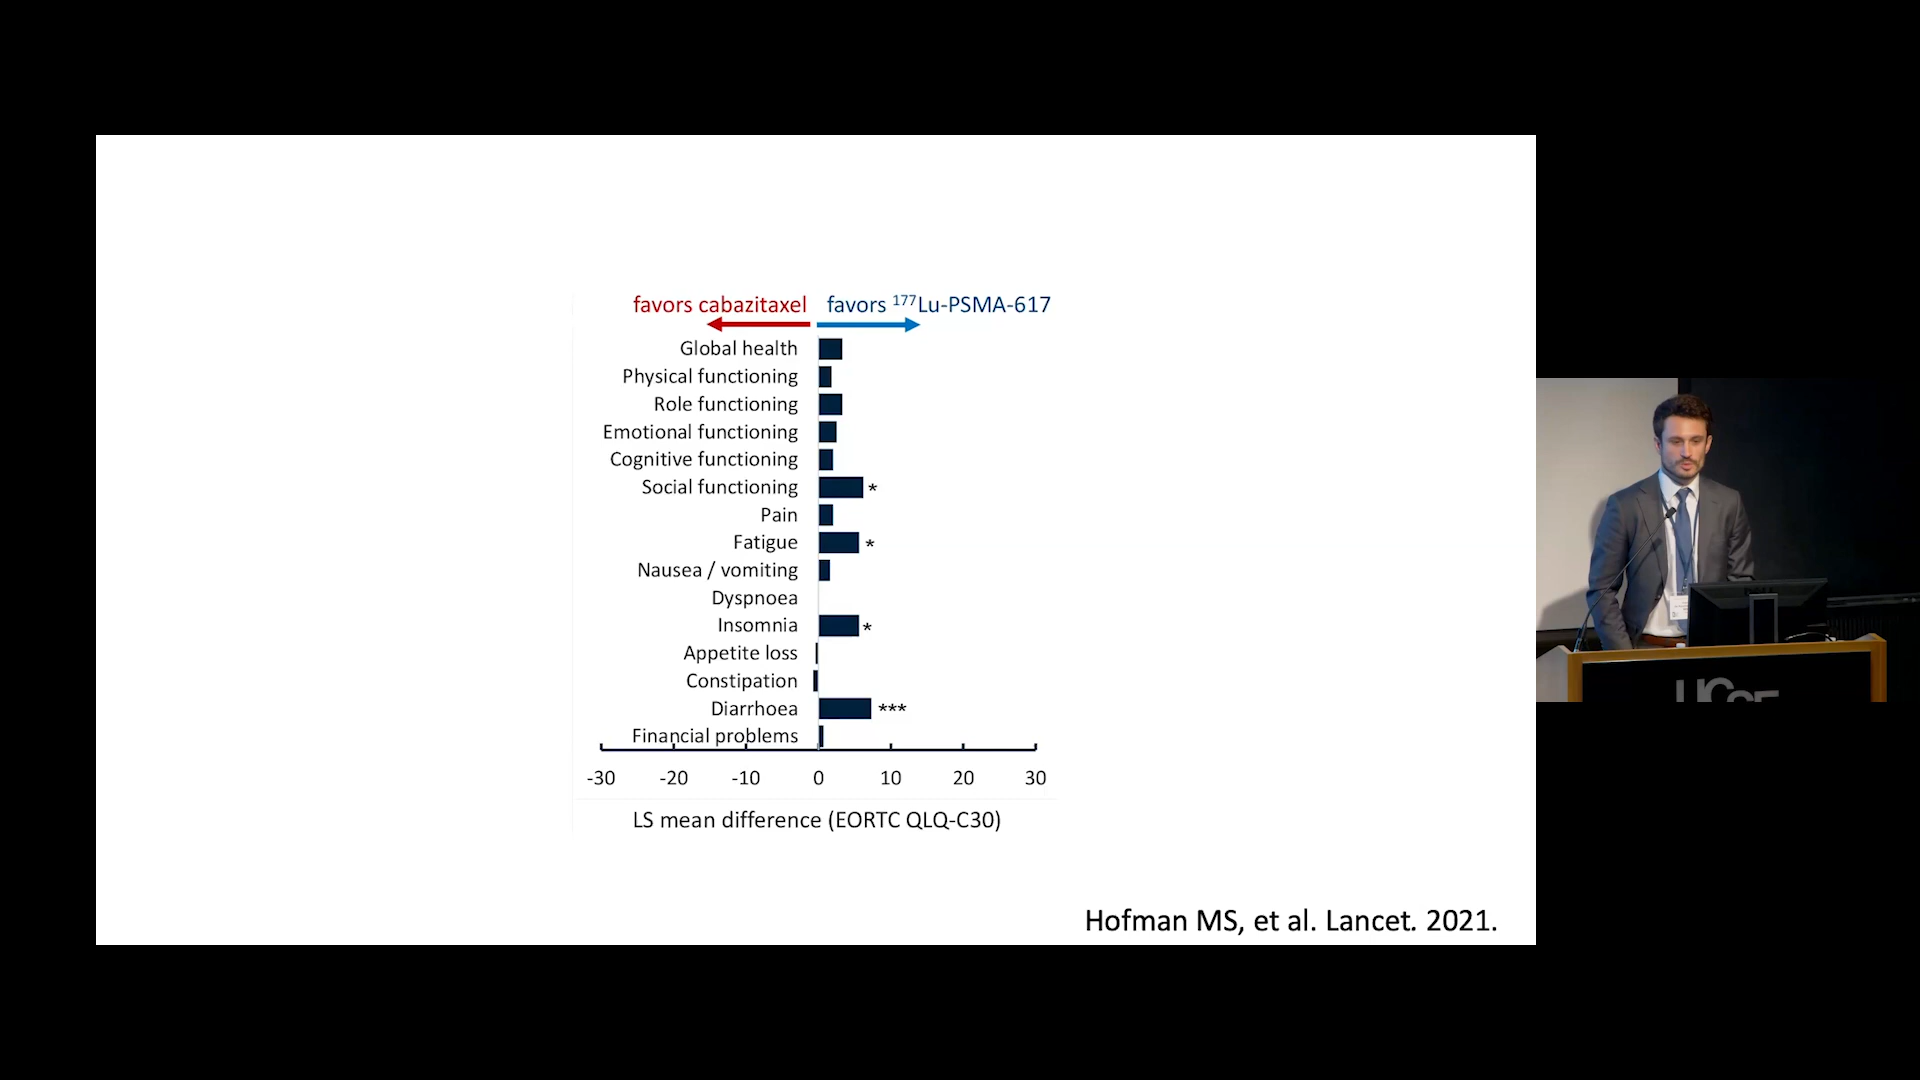 favors cabazitaxel favors ¹⁷⁷Lu-PSMA-617
Global health
Physical functioning
Role functioning
Emotional functioning
Cognitive functioning
Social functioning *
Pain
Fatigue *
Nausea / vomiting
Dyspnoea
Insomnia *
Appetite loss
Constipation
Diarrhoea ***
Financial problems
-30 -20 -10 0 10 20 30
LS mean difference (EORTC QLQ-C30)
Hofman MS, et al. Lancet. 2021.
UCSF